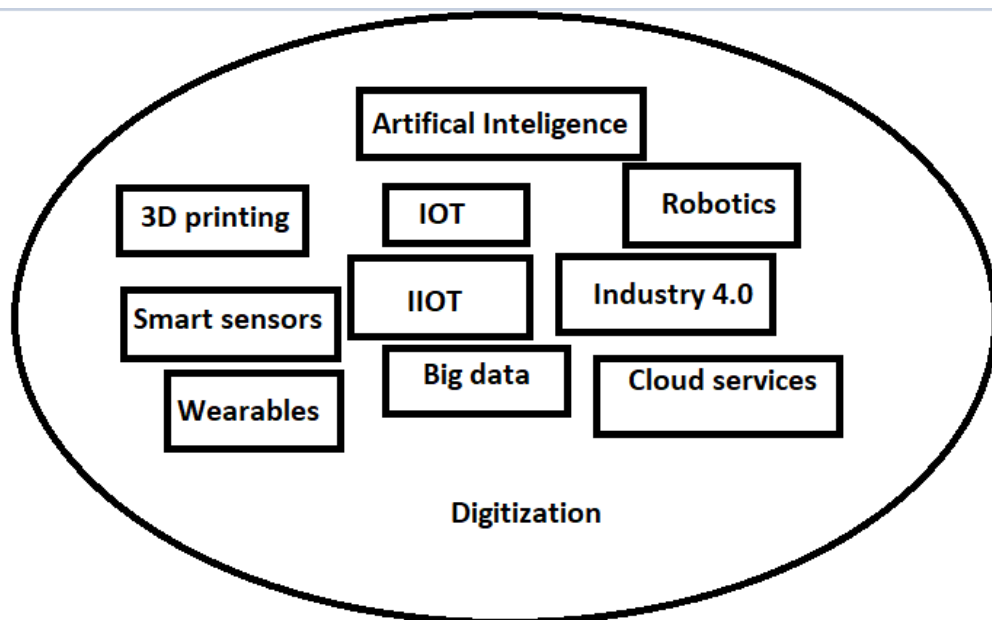 Artifical Inteligence
Robotics
3D printing
IOT
Industry 4.0
IIOT
Smart sensors
Big data
Cloud services
Wearables
Digitization